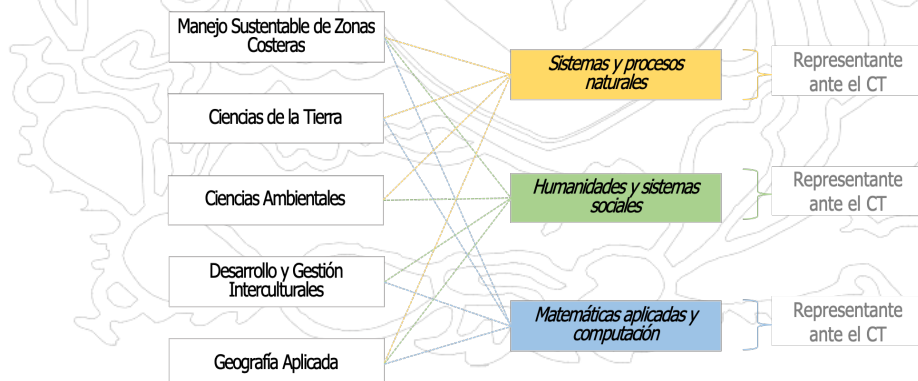 Manejo Sustentable de Zonas
Costeras
Ciencias de la Tierra
Ciencias Ambientales
Desarrollo y Gestión
Interculturales
Geografía Aplicada
Sistemas y procesos
naturales
Humanidades y sistemas
sociales
Matemáticas aplicadas y
computación
Representante
ante el CT
Representante
ante el CT
Representante
ante el CT